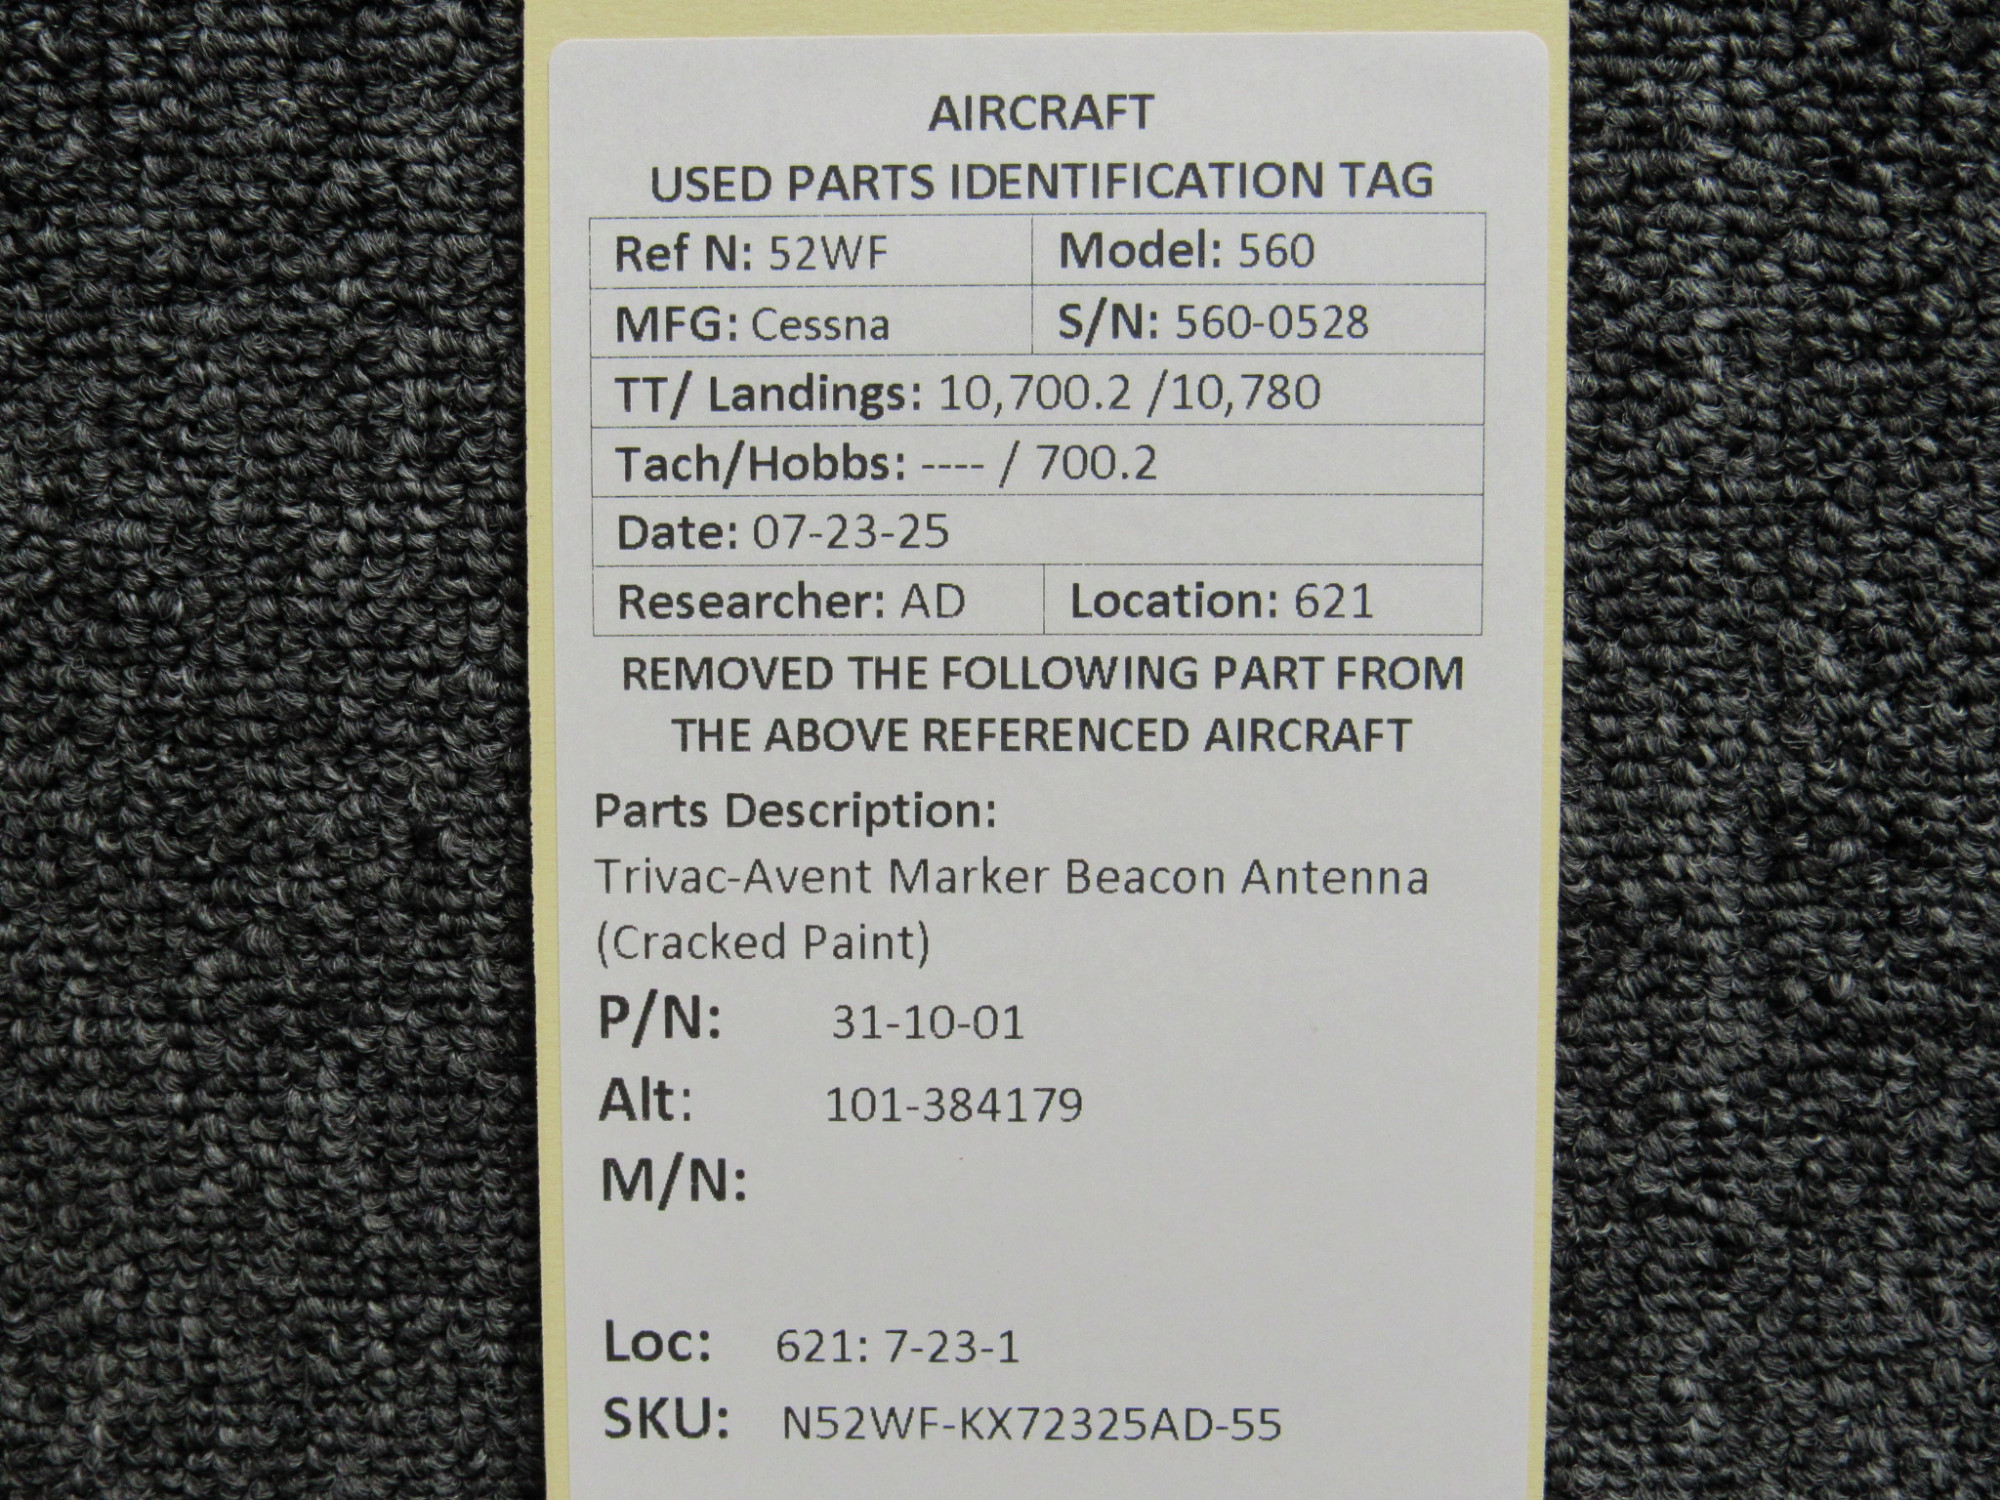 AIRCRAFT
USED PARTS IDENTIFICATION TAG
Ref N: 52WF Model: 560
MFG: Cessna S/N: 560-0528
TT/ Landings: 10,700.2 /10,780
Tach/Hobbs: ---- / 700.2
Date: 07-23-25
Researcher: AD Location: 621
REMOVED THE FOLLOWING PART FROM
THE ABOVE REFERENCED AIRCRAFT
Parts Description:
Trivac-Avent Marker Beacon Antenna
(Cracked Paint)
P/N: 31-10-01
Alt: 101-384179
M/N:
Loc: 621: 7-23-1
SKU: N52WF-KX72325AD-55